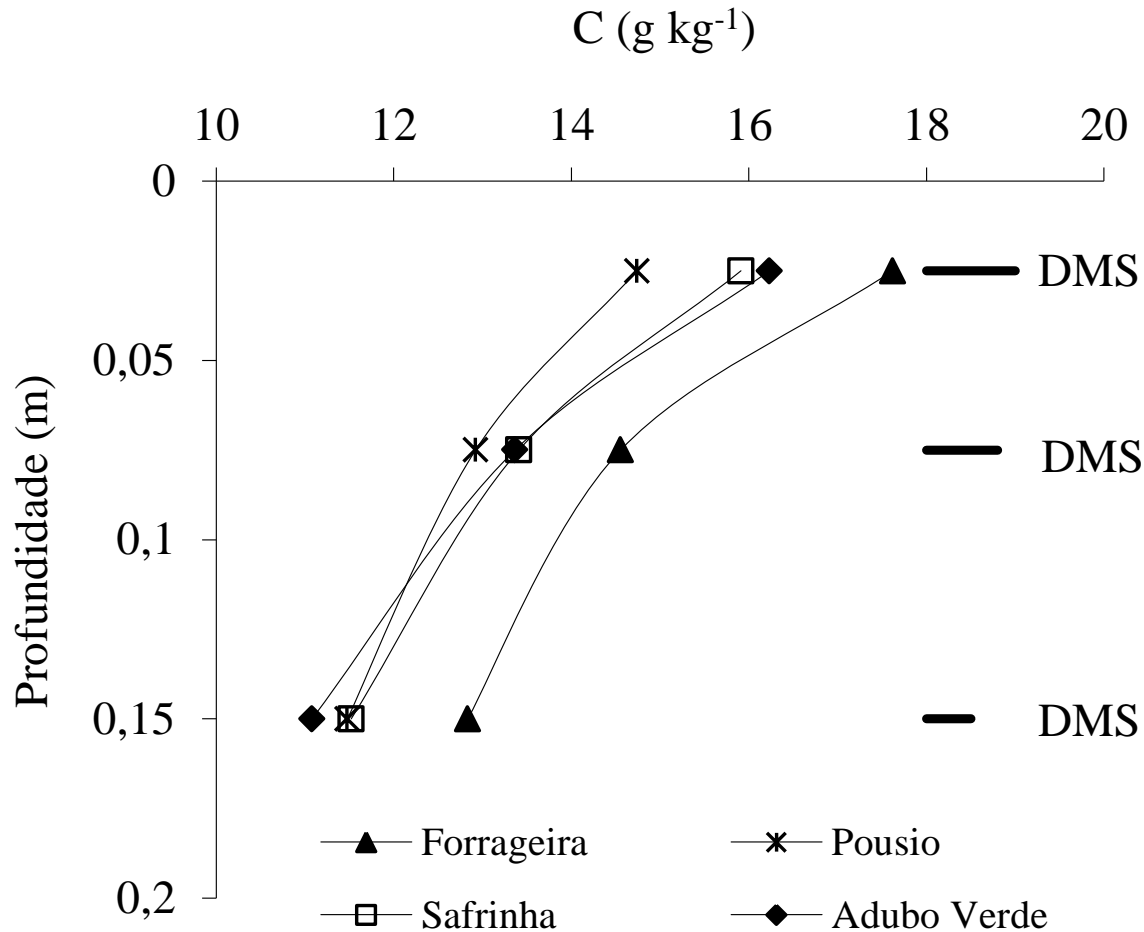 C (g kg-1)
10 12 14 16 18 20
0
DMS
0,05
DMS
0,1
0,15
DMS
0,2
Profundidade (m)
Forrageira
Pousio
Safrinha
Adubo Verde